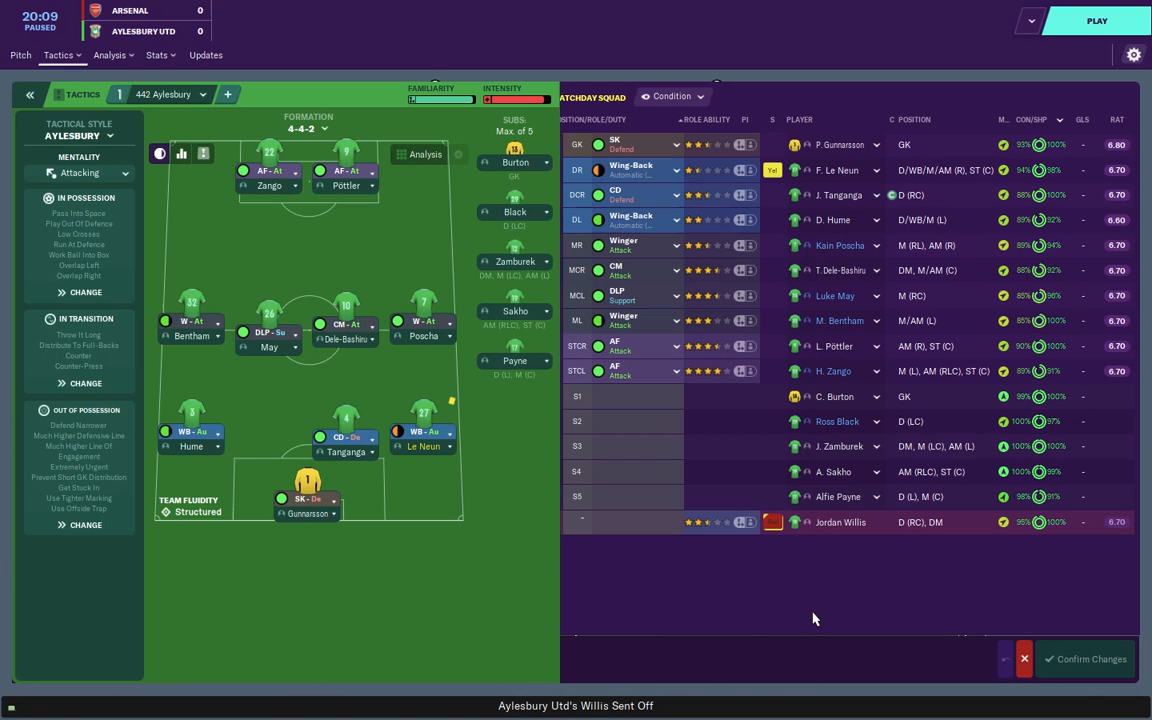 20:09
PAUSED
ARSENAL 0
AYLESBURY UTD 0
PLAY
Pitch Tactics Analysis Stats Updates
TACTICS 1 442 Aylesbury +
FAMILIARITY INTENSITY
TACTICAL STYLE
AYLESBURY
MENTALITY
Attacking
IN POSSESSION
Pass Into Space
Play Out Of Defence
Low Crosses
Run At Defence
Work Ball Into Box
Overlap Left
Overlap Right
CHANGE
IN TRANSITION
Throw It Long
Distribute To Full-Backs
Counter
Counter-Press
CHANGE
OUT OF POSSESSION
Defend Narrower
Much Higher Defensive Line
Much Higher Line Of
Engagement
Extremely Urgent
Prevent Short GK Distribution
Get Stuck In
Use Tighter Marking
Use Offside Trap
CHANGE
FORMATION
4-4-2
Analysis
22 9
AF - At AF - At
Zango Pöttler
32 26 10 7
W - At DLP - Su CM - At W - At
Bentham May Dele-Bashiru Poscha
3 4 27
WB - Au CD - De WB - Au
Hume Tanganga Le Neun
1
SK - De
Gunnarsson
TEAM FLUIDITY
Structured
SUBS:
Max. of 5
Burton
GK
Black
D (LC)
Zamburek
DM, M (LC), AM (L)
Sakho
AM (RLC), ST (C)
Payne
D (L), M (C)
MATCHDAY SQUAD Condition
POSITION/ROLE/DUTY ROLE ABILITY PI S PLAYER C POSITION M... CON/SHP GLS RAT
GK SK Defend P. Gunnarsson GK 93% 100% - 6.80
DR Wing-Back Automatic (... Yel F. Le Neun D/WB/M/AM (R), ST (C) 94% 98% - 6.70
DCR CD Defend J. Tanganga C D (RC) 88% 100% - 6.70
DL Wing-Back Automatic (... D. Hume D/WB/M (L) 89% 92% - 6.60
MR Winger Attack Kain Poscha M (RL), AM (R) 89% 94% - 6.70
MCR CM Attack T. Dele-Bashiru DM, M/AM (C) 88% 92% - 6.70
MCL DLP Support Luke May M (RC) 85% 96% - 6.70
ML Winger Attack M. Bentham M/AM (L) 85% 100% - 6.70
STCR AF Attack L. Pöttler AM (R), ST (C) 90% 100% - 6.70
STCL AF Attack H. Zango M (L), AM (RLC), ST (C) 89% 91% - 6.70
S1 C. Burton GK 99% 100% -
S2 Ross Black D (LC) 100% 97% -
S3 J. Zamburek DM, M (LC), AM (L) 100% 100% -
S4 A. Sakho AM (RLC), ST (C) 100% 99% -
S5 Alfie Payne D (L), M (C) 98% 91% -
- Jordan Willis D (RC), DM 95% 100% - 6.70
Confirm Changes
Aylesbury Utd's Willis Sent Off